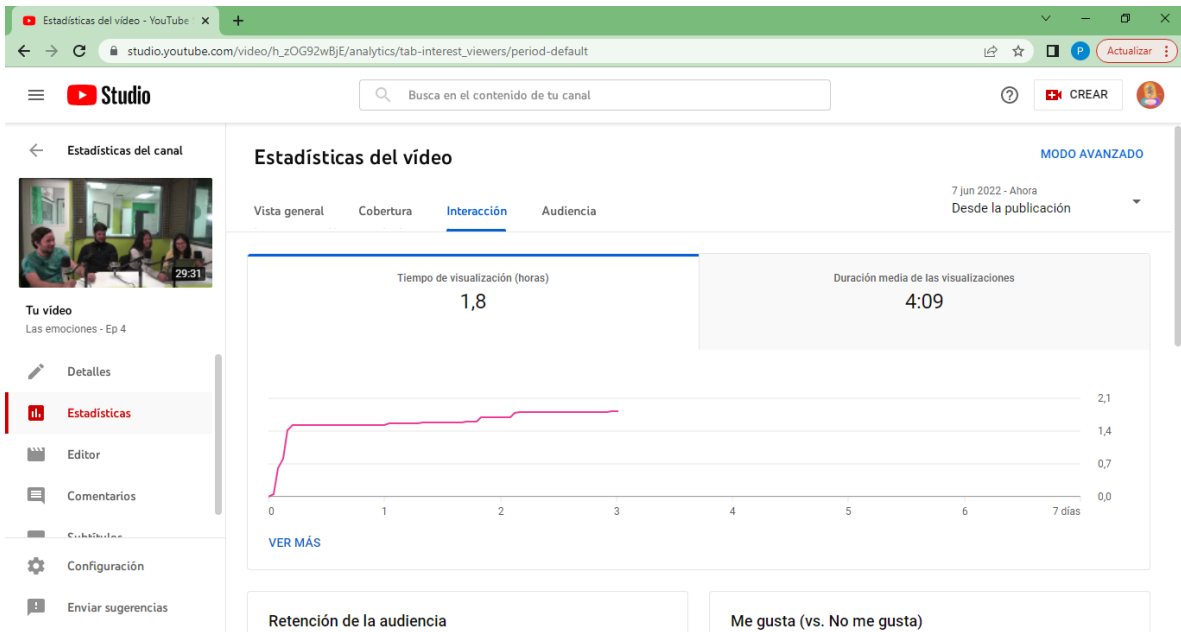 Estadísticas del vídeo - YouTube
studio.youtube.com/video/h_zOG92wBjE/analytics/tab-interest_viewers/period-default
P
Actualizar
Studio
Busca en el contenido de tu canal
CREAR
Estadísticas del canal
29:31
Tu vídeo
Las emociones - Ep 4
Detalles
Estadísticas
Editor
Comentarios
Subtítulos
Configuración
Enviar sugerencias
Estadísticas del vídeo
MODO AVANZADO
Vista general
Cobertura
Interacción
Audiencia
7 jun 2022 - Ahora
Desde la publicación
Tiempo de visualización (horas)
1,8
Duración media de las visualizaciones
4:09
2,1
1,4
0,7
0,0
0 1 2 3 4 5 6 7 días
VER MÁS
Retención de la audiencia
Me gusta (vs. No me gusta)